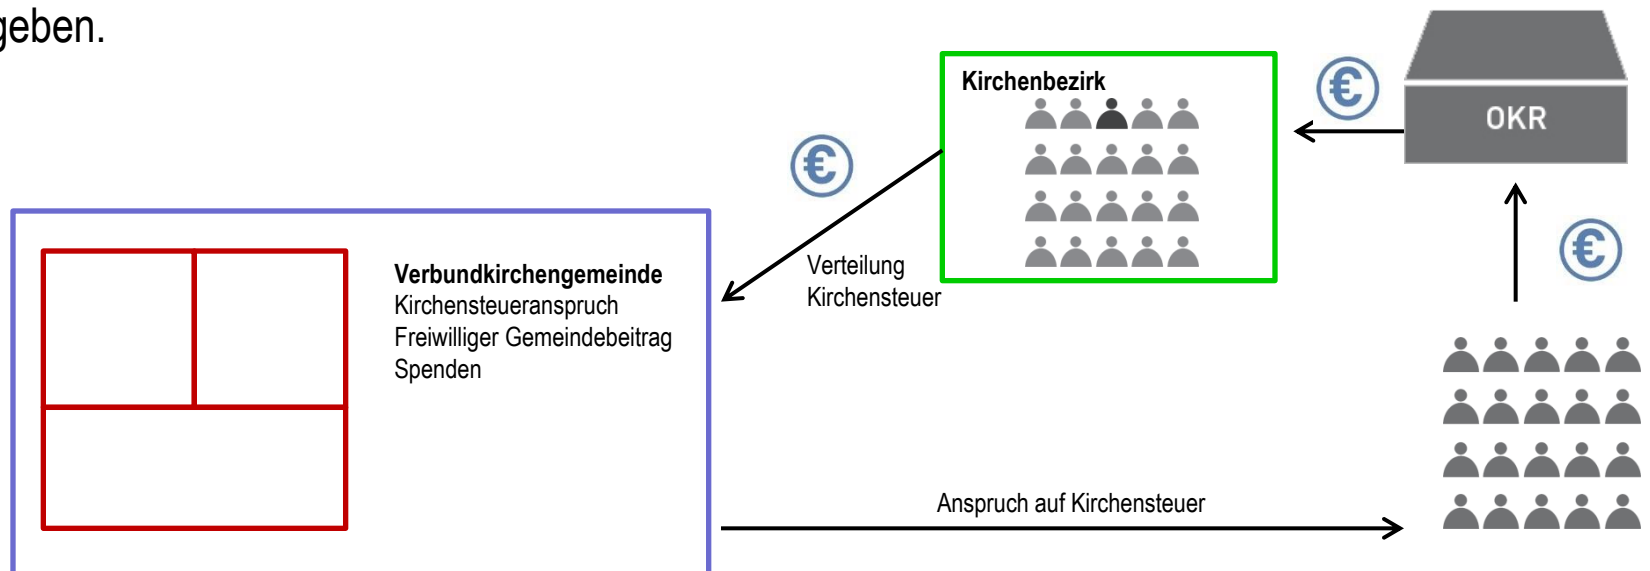 geben.
Kirchenbezirk
€
OKR
€
€
Verteilung
Kirchensteuer
Verbundkirchengemeinde
Kirchensteueranspruch
Freiwilliger Gemeindebeitrag
Spenden
Anspruch auf Kirchensteuer